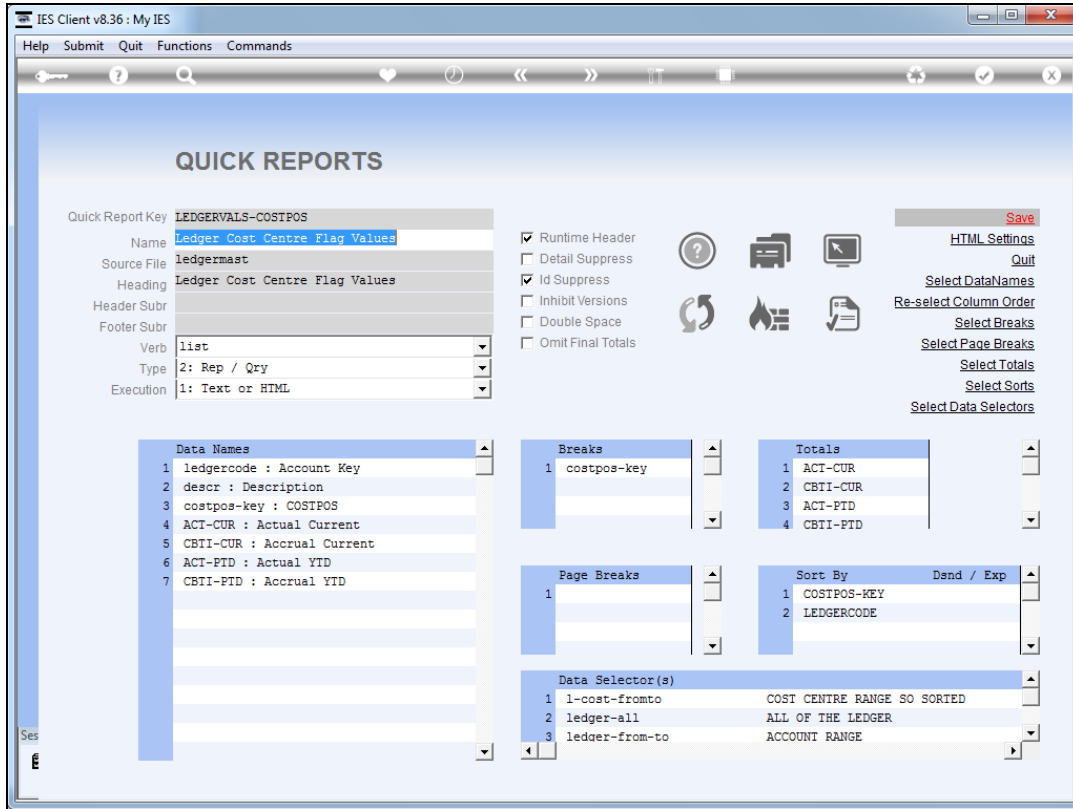 IES Client v8.36 : My IES
Help Submit Quit Functions Commands
QUICK REPORTS
Quick Report Key LEDGERVALS-COSTPOS
Name Ledger Cost Centre Flag Values
Source File ledgermast
Heading Ledger Cost Centre Flag Values
Header Subr
Footer Subr
Verb list
Type 2: Rep / Qry
Execution 1: Text or HTML
Runtime Header
Detail Suppress
Id Suppress
Inhibit Versions
Double Space
Omit Final Totals
Save
HTML Settings
Quit
Select DataNames
Re-select Column Order
Select Breaks
Select Page Breaks
Select Totals
Select Sorts
Select Data Selectors
Data Names
1 ledgercode : Account Key
2 descr : Description
3 costpos-key : COSTPOS
4 ACT-CUR : Actual Current
5 CBTI-CUR : Accrual Current
6 ACT-PTD : Actual YTD
7 CBTI-PTD : Accrual YTD
Breaks
1 costpos-key
Totals
1 ACT-CUR
2 CBTI-CUR
3 ACT-PTD
4 CBTI-PTD
Page Breaks
1
Sort By Dsnd / Exp
1 COSTPOS-KEY
2 LEDGERCODE
Data Selector(s)
1 l-cost-fromto COST CENTRE RANGE SO SORTED
2 ledger-all ALL OF THE LEDGER
3 ledger-from-to ACCOUNT RANGE
Ses